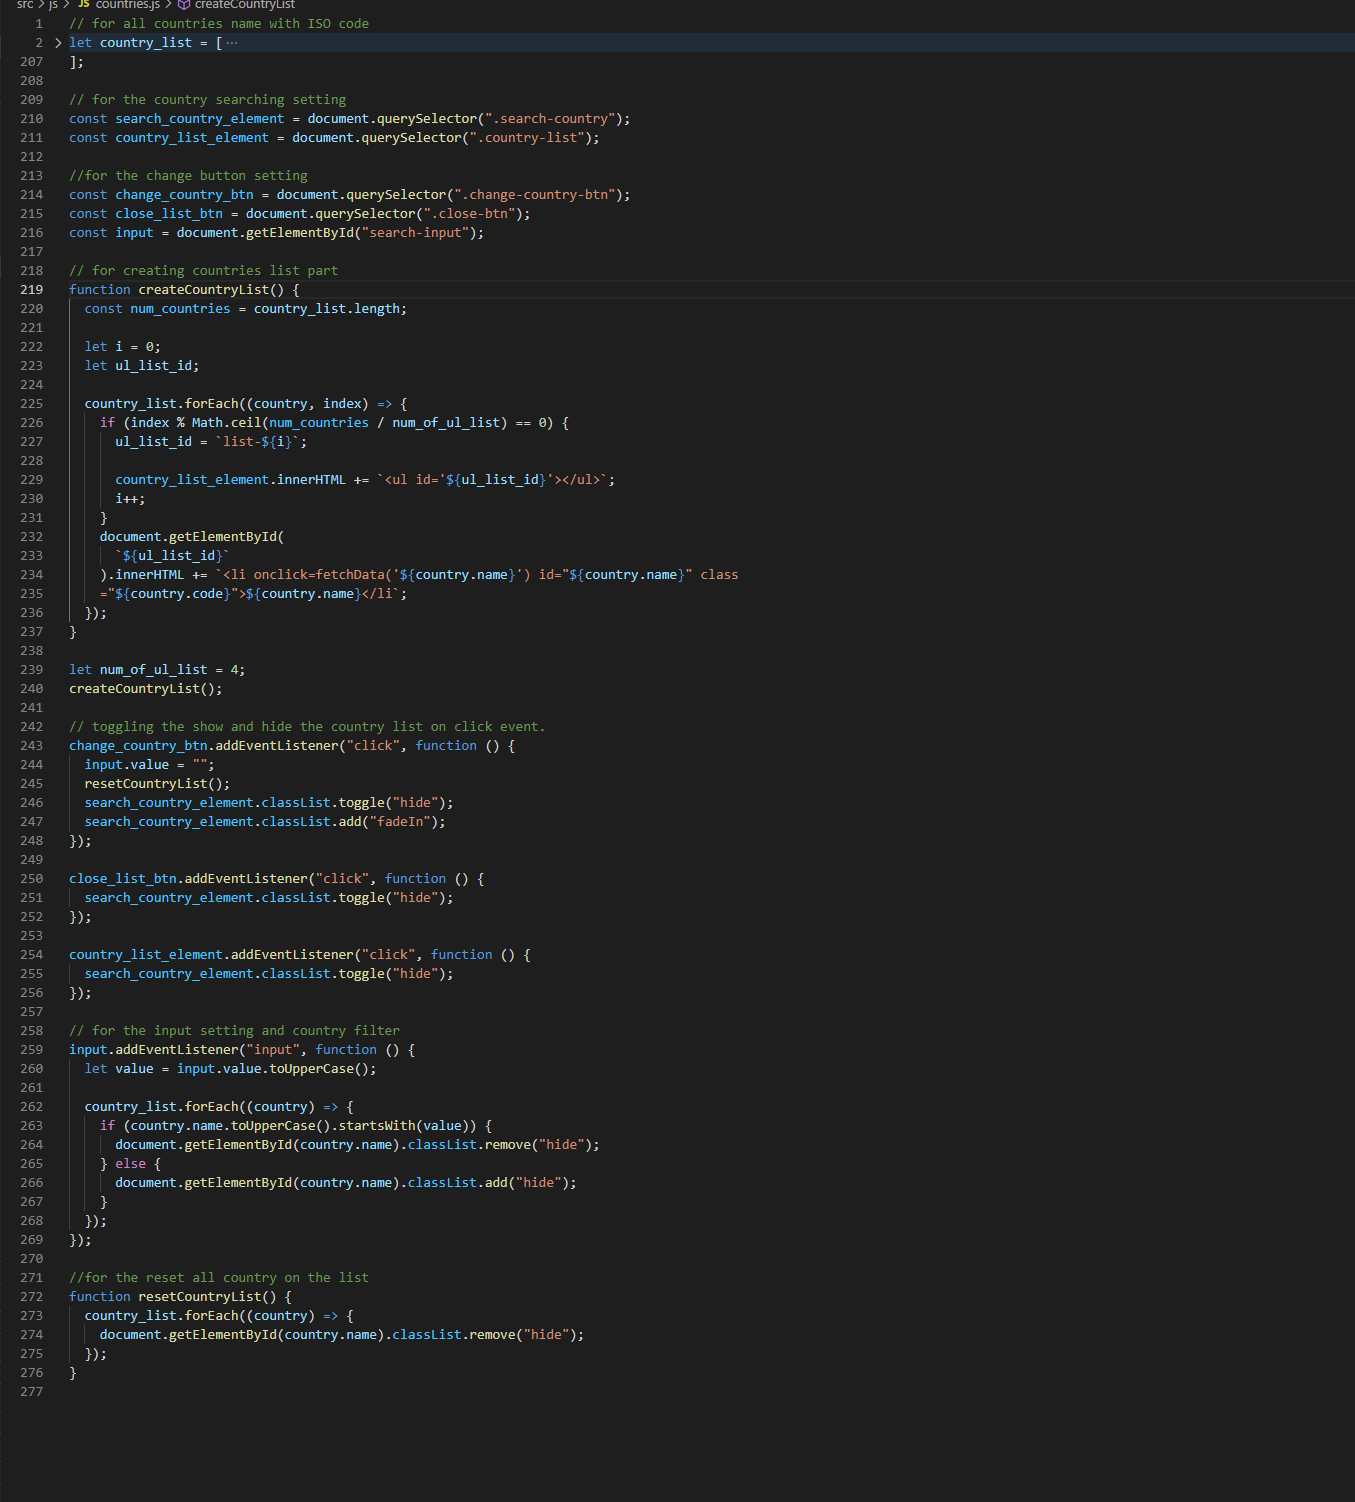 src > js > JS countries.js > createCountryList
1 // for all countries name with ISO code
2 > let country_list = [ ···
207 ];
208
209 // for the country searching setting
210 const search_country_element = document.querySelector(".search-country");
211 const country_list_element = document.querySelector(".country-list");
212
213 //for the change button setting
214 const change_country_btn = document.querySelector(".change-country-btn");
215 const close_list_btn = document.querySelector(".close-btn");
216 const input = document.getElementById("search-input");
217
218 // for creating countries list part
219 function createCountryList() {
220   const num_countries = country_list.length;
221
222   let i = 0;
223   let ul_list_id;
224
225   country_list.forEach((country, index) => {
226     if (index % Math.ceil(num_countries / num_of_ul_list) == 0) {
227       ul_list_id = `list-${i}`;
228
229       country_list_element.innerHTML += `<ul id='${ul_list_id}'></ul>`;
230       i++;
231     }
232     document.getElementById(
233       `${ul_list_id}`
234     ).innerHTML += `<li onclick=fetchData('${country.name}') id="${country.name}" class
235     ="${country.code}">${country.name}</li`;
236   });
237 }
238
239 let num_of_ul_list = 4;
240 createCountryList();
241
242 // toggling the show and hide the country list on click event.
243 change_country_btn.addEventListener("click", function () {
244   input.value = "";
245   resetCountryList();
246   search_country_element.classList.toggle("hide");
247   search_country_element.classList.add("fadeIn");
248 });
249
250 close_list_btn.addEventListener("click", function () {
251   search_country_element.classList.toggle("hide");
252 });
253
254 country_list_element.addEventListener("click", function () {
255   search_country_element.classList.toggle("hide");
256 });
257
258 // for the input setting and country filter
259 input.addEventListener("input", function () {
260   let value = input.value.toUpperCase();
261
262   country_list.forEach((country) => {
263     if (country.name.toUpperCase().startsWith(value)) {
264       document.getElementById(country.name).classList.remove("hide");
265     } else {
266       document.getElementById(country.name).classList.add("hide");
267     }
268   });
269 });
270
271 //for the reset all country on the list
272 function resetCountryList() {
273   country_list.forEach((country) => {
274     document.getElementById(country.name).classList.remove("hide");
275   });
276 }
277